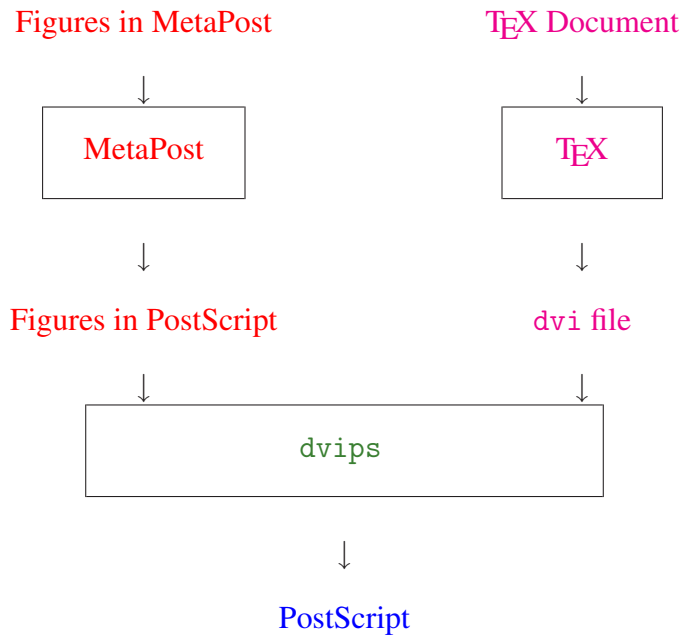 Figures in MetaPost
TEX Document
MetaPost
TEX
Figures in PostScript
dvi file
dvips
PostScript